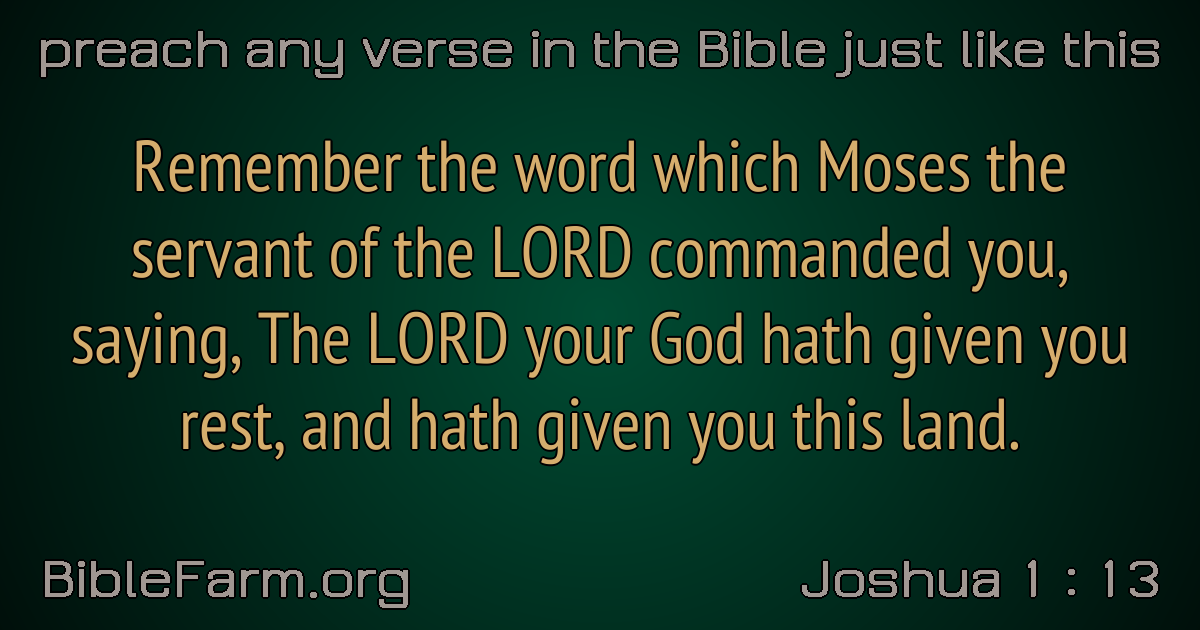 preach any verse in the Bible just like this
Remember the word which Moses the
servant of the LORD commanded you,
saying, The LORD your God hath given you
rest, and hath given you this land.
BibleFarm.org
Joshua 1 : 13